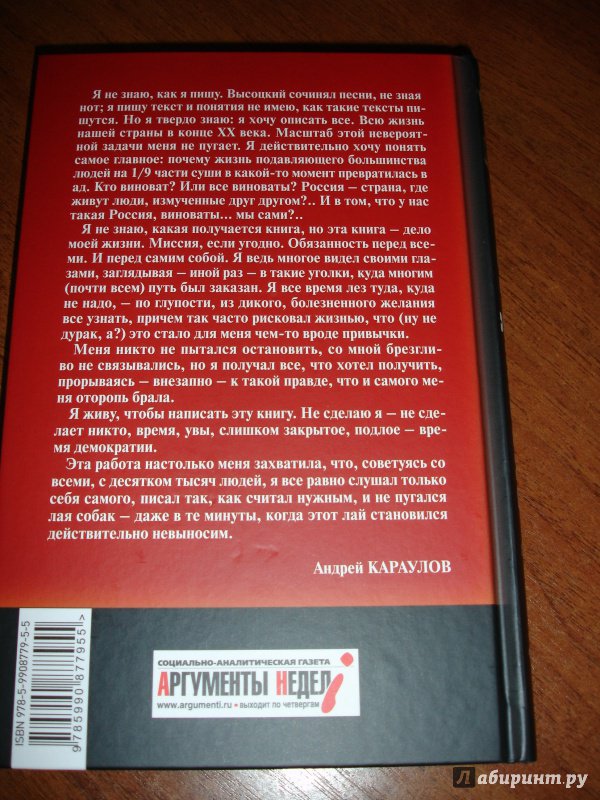 Я не знаю, как я пишу. Высоцкий сочинял песни, не зная
нот; я пишу текст и понятия не имею, как такие тексты пи-
шутся. Но я твердо знаю: я хочу описать все. Всю жизнь
нашей страны в конце XX века. Масштаб этой невероят-
ной задачи меня не пугает. Я действительно хочу понять
самое главное: почему жизнь подавляющего большинства
людей на 1/9 части суши в какой-то момент превратилась в
ад. Кто виноват? Или все виноваты? Россия – страна, где
живут люди, измученные друг другом?.. И в том, что у нас
такая Россия, виноваты... мы сами?..
Я не знаю, какая получается книга, но эта книга – дело
моей жизни. Миссия, если угодно. Обязанность перед все-
ми. И перед самим собой. Я ведь многое видел своими гла-
зами, заглядывая – иной раз – в такие уголки, куда многим
(почти всем) путь был заказан. Я все время лез туда, куда
не надо, – по глупости, из дикого, болезненного желания
все узнать, причем так часто рисковал жизнью, что (ну не
дурак, а?) это стало для меня чем-то вроде привычки.
Меня никто не пытался остановить, со мной брезгли-
во не связывались, но я получал все, что хотел получить,
прорываясь – внезапно – к такой правде, что и самого ме-
ня оторопь брала.
Я живу, чтобы написать эту книгу. Не сделаю я – не сде-
лает никто, время, увы, слишком закрытое, подлое – вре-
мя демократии.
Эта работа настолько меня захватила, что, советуясь со
всеми, с десятком тысяч людей, я все равно слушал только
себя самого, писал так, как считал нужным, и не пугался
лая собак – даже в те минуты, когда этот лай становился
действительно невыносим.
Андрей КАРАУЛОВ
ISBN 978-5-9908779-5-5
9785990877955>
СОЦИАЛЬНО-АНАЛИТИЧЕСКАЯ ГАЗЕТА
АРГУМЕНТЫ НЕДЕЛi
www.argumenti.ru • выходит по четвергам
Лабиринт.ру